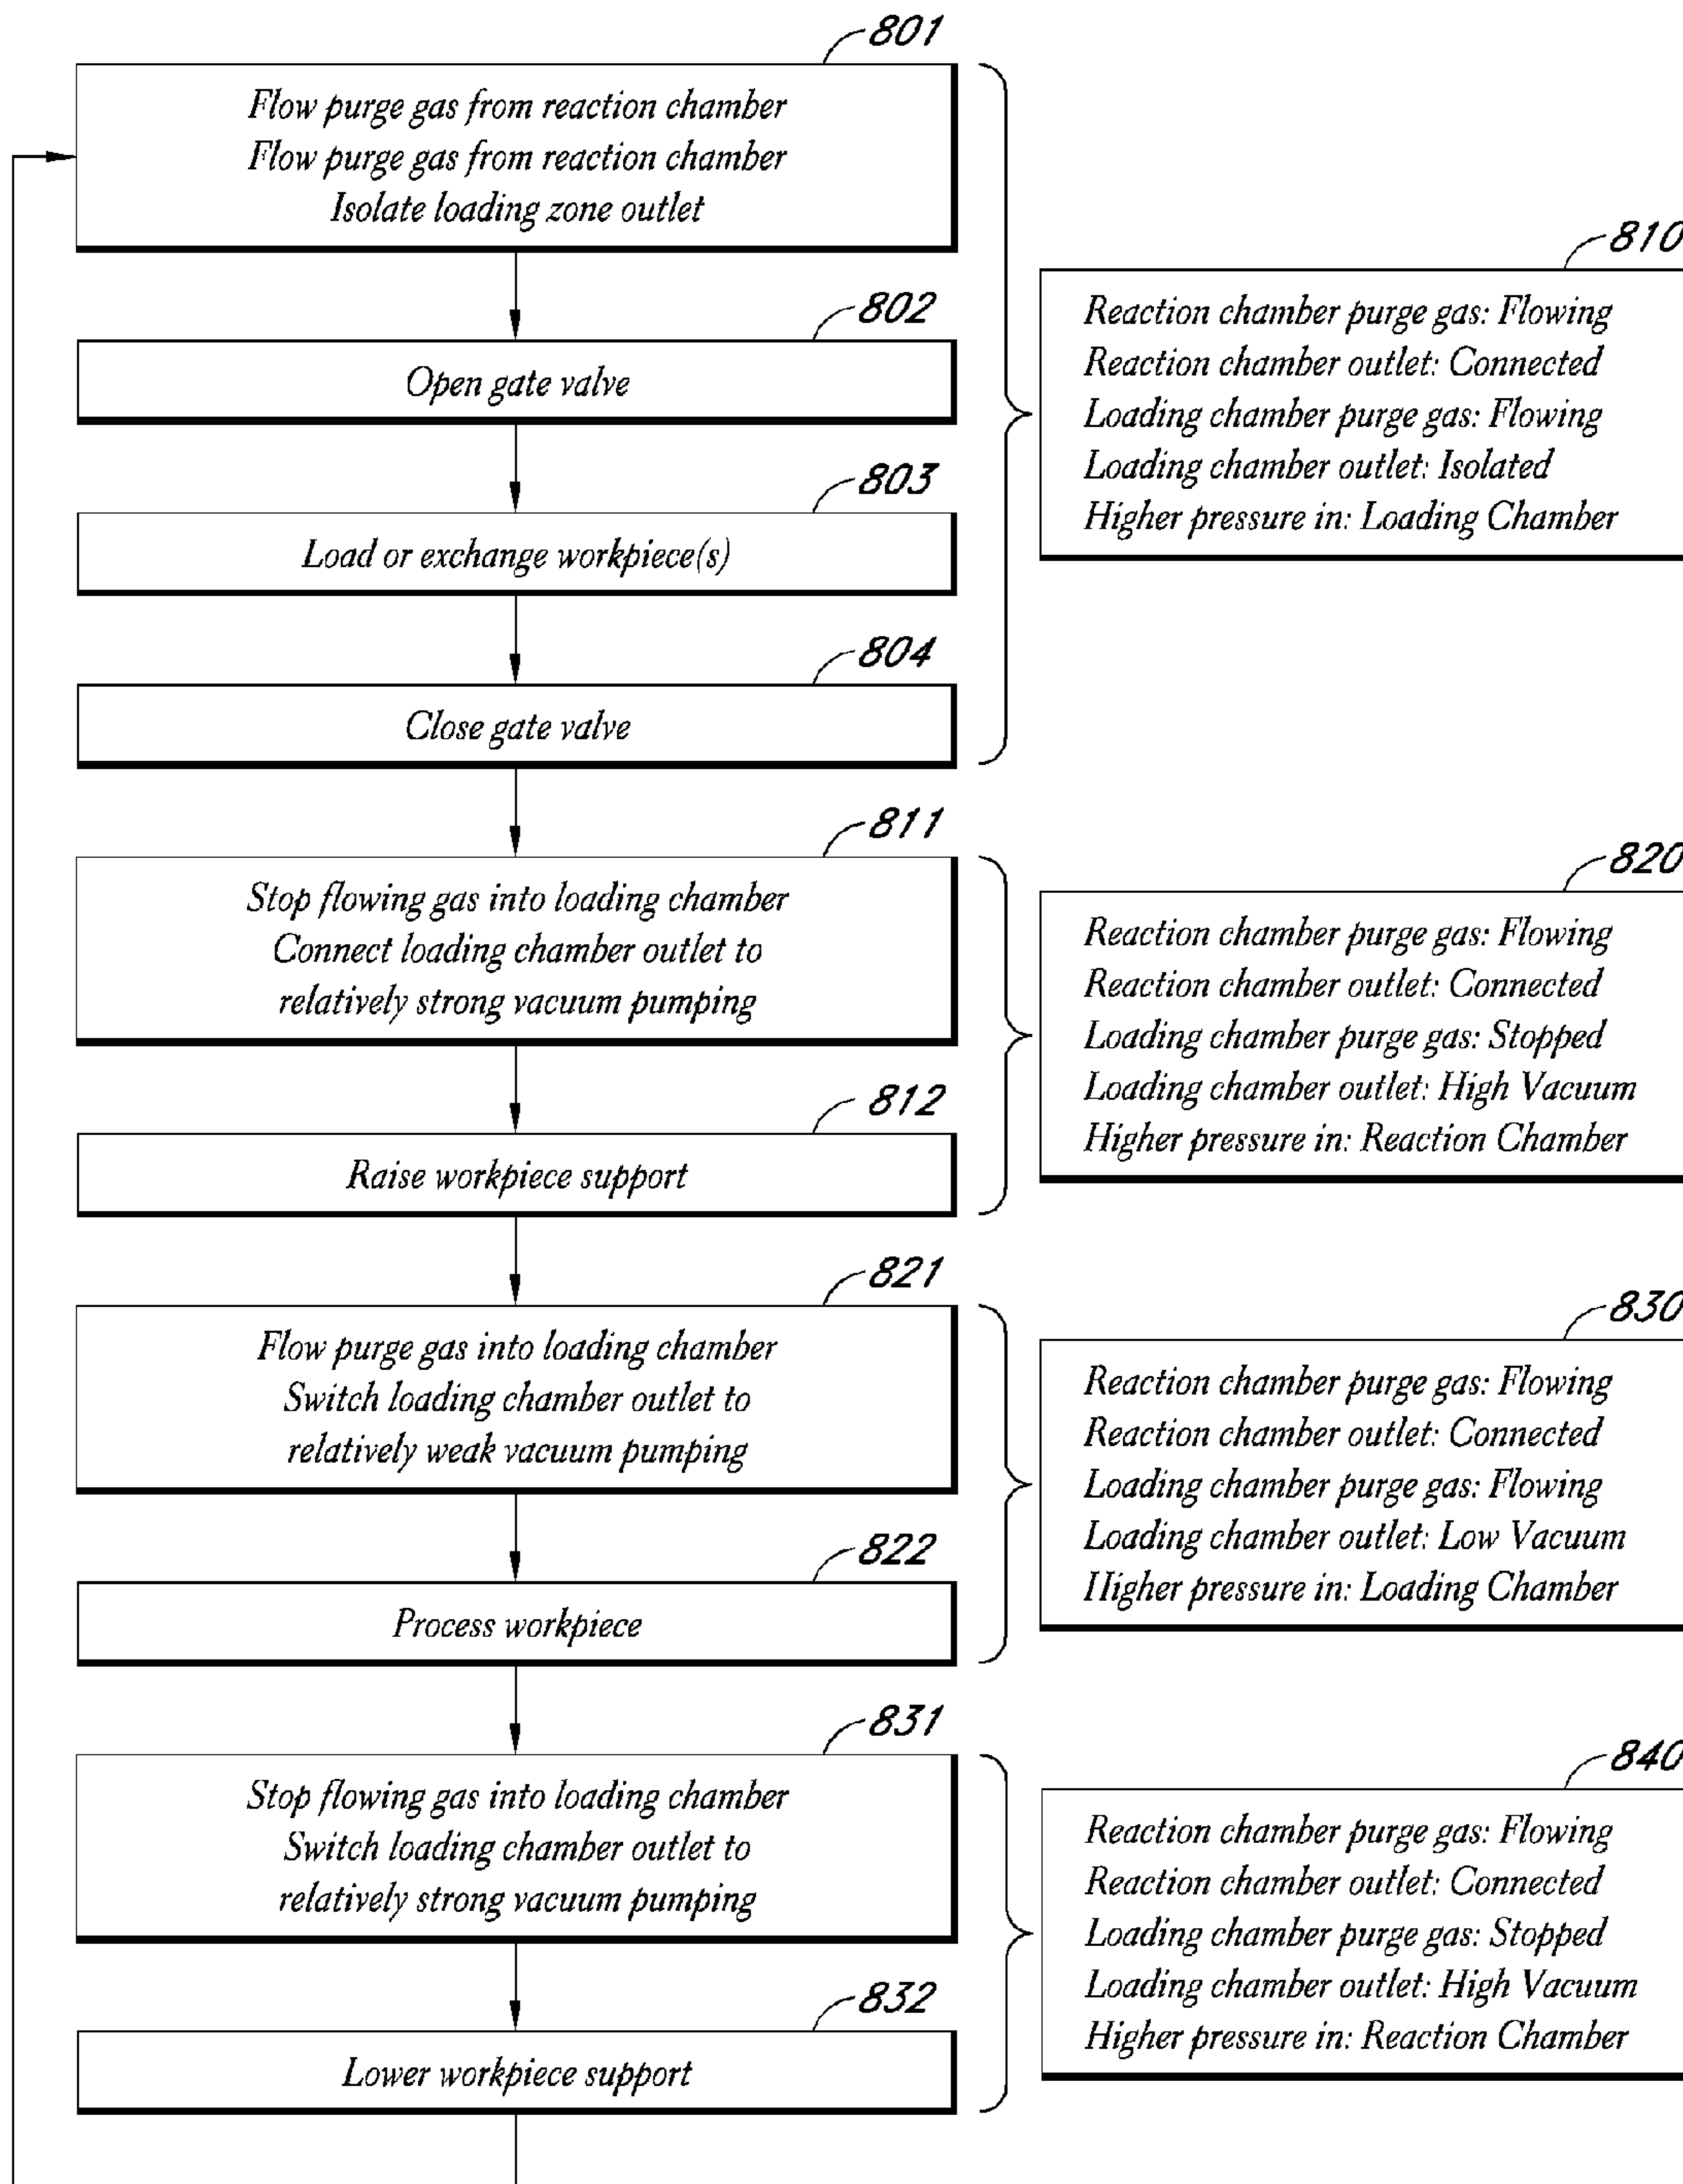 801
Flow purge gas from reaction chamber
Flow purge gas from reaction chamber
Isolate loading zone outlet
802
Open gate valve
803
Load or exchange workpiece(s)
804
Close gate valve
810
Reaction chamber purge gas: Flowing
Reaction chamber outlet: Connected
Loading chamber purge gas: Flowing
Loading chamber outlet: Isolated
Higher pressure in: Loading Chamber
811
Stop flowing gas into loading chamber
Connect loading chamber outlet to
relatively strong vacuum pumping
812
Raise workpiece support
820
Reaction chamber purge gas: Flowing
Reaction chamber outlet: Connected
Loading chamber purge gas: Stopped
Loading chamber outlet: High Vacuum
Higher pressure in: Reaction Chamber
821
Flow purge gas into loading chamber
Switch loading chamber outlet to
relatively weak vacuum pumping
822
Process workpiece
830
Reaction chamber purge gas: Flowing
Reaction chamber outlet: Connected
Loading chamber purge gas: Flowing
Loading chamber outlet: Low Vacuum
Higher pressure in: Loading Chamber
831
Stop flowing gas into loading chamber
Switch loading chamber outlet to
relatively strong vacuum pumping
832
Lower workpiece support
840
Reaction chamber purge gas: Flowing
Reaction chamber outlet: Connected
Loading chamber purge gas: Stopped
Loading chamber outlet: High Vacuum
Higher pressure in: Reaction Chamber